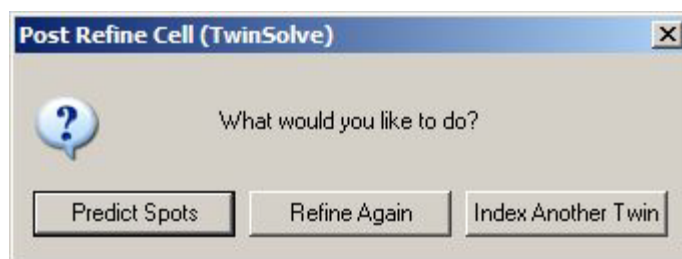 Post Refine Cell (TwinSolve)
What would you like to do?
Predict Spots Refine Again Index Another Twin